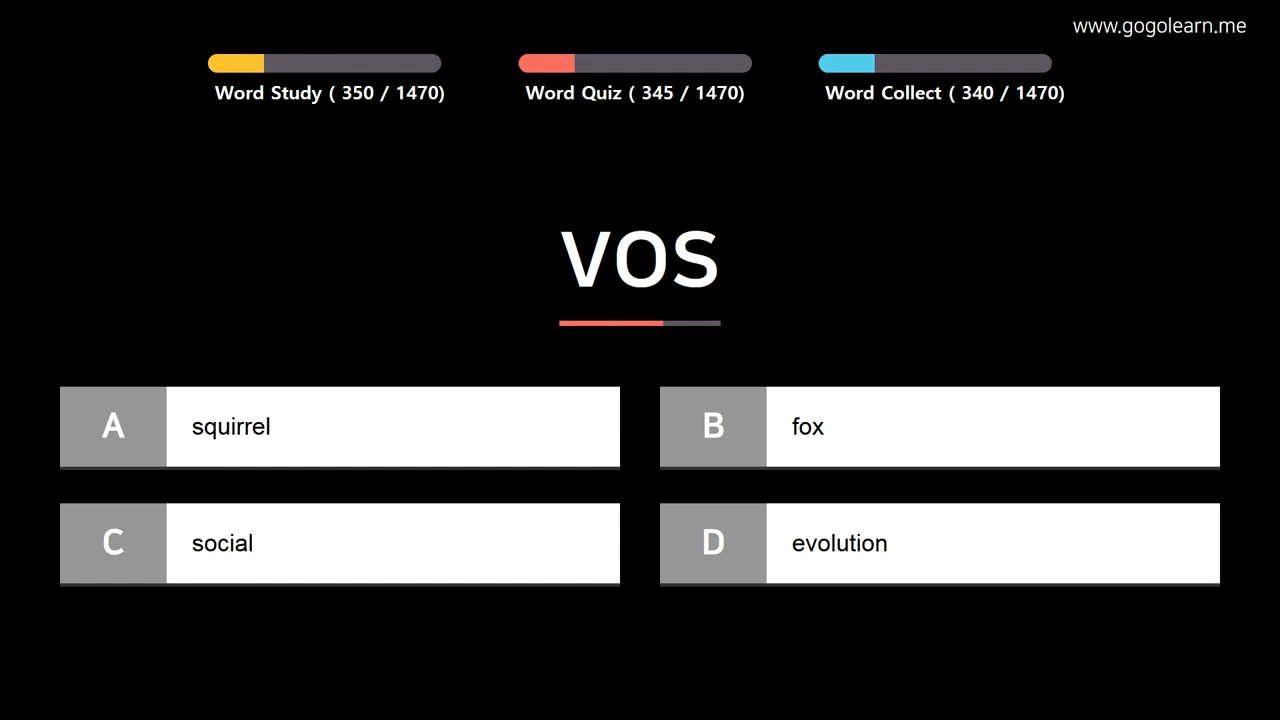 www.gogolearn.me
Word Study ( 350 / 1470)
Word Quiz ( 345 / 1470)
Word Collect ( 340 / 1470)
vos
A squirrel
B fox
C social
D evolution